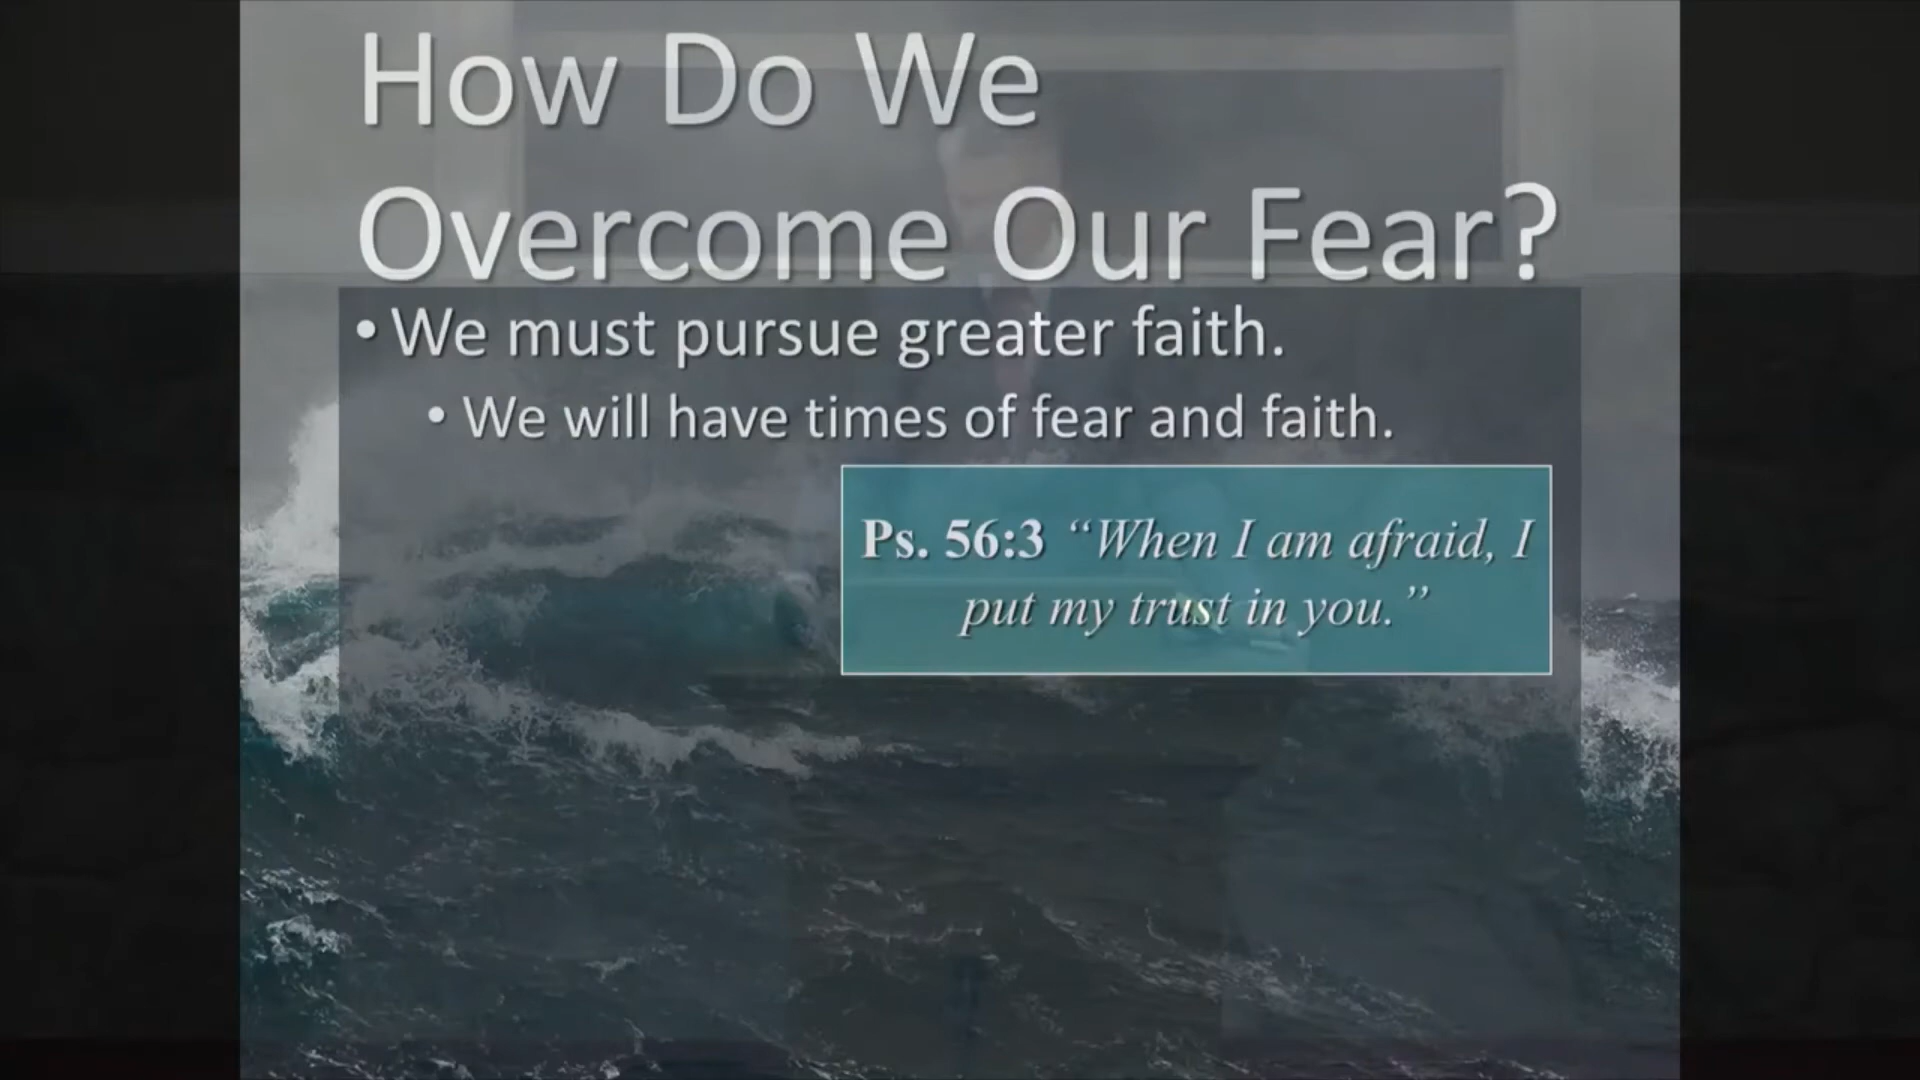 How Do We
Overcome Our Fear?
• We must pursue greater faith.
• We will have times of fear and faith.
Ps. 56:3 “When I am afraid, I
put my trust in you.”